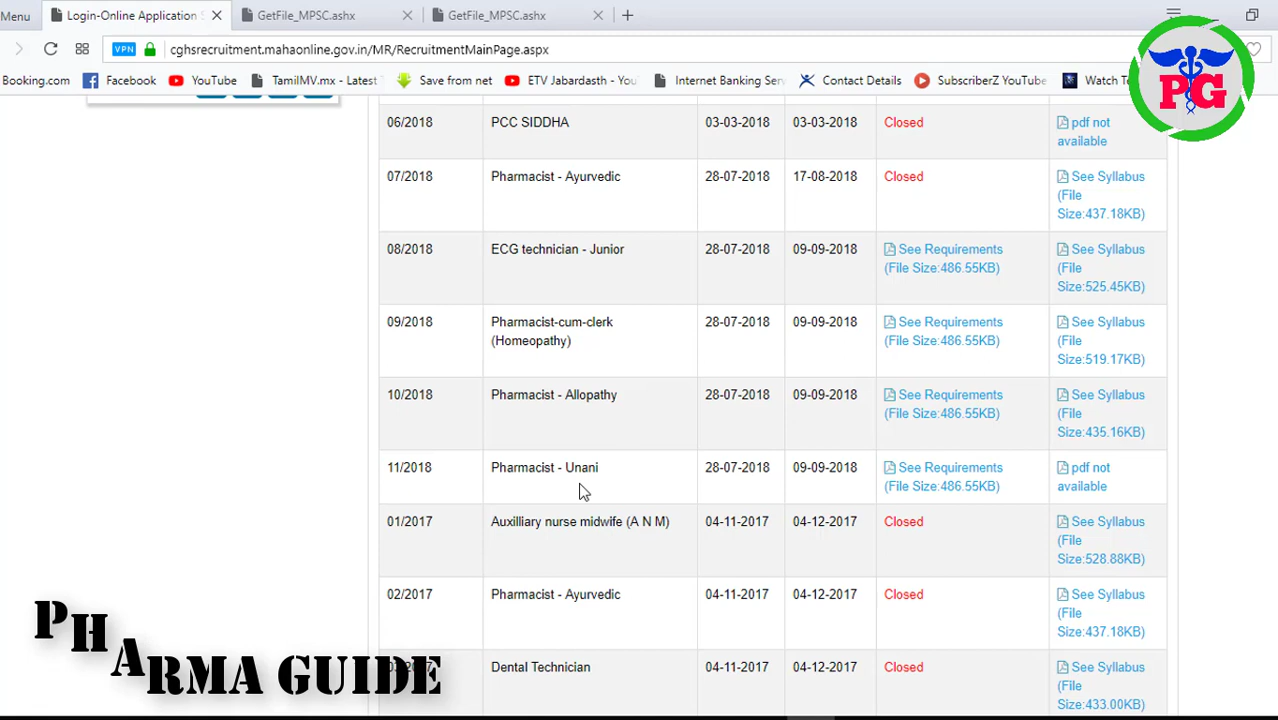 Menu
Login-Online Application S
GetFile_MPSC.ashx
GetFile_MPSC.ashx
VPN
cghsrecruitment.mahaonline.gov.in/MR/RecruitmentMainPage.aspx
Booking.com
Facebook
YouTube
TamilMV.mx - Latest
Save from net
ETV Jabardasth - You
Internet Banking Serv
Contact Details
SubscriberZ YouTube
Watch Te
PG
06/2018 PCC SIDDHA 03-03-2018 03-03-2018 Closed pdf not
available
07/2018 Pharmacist - Ayurvedic 28-07-2018 17-08-2018 Closed See Syllabus
(File
Size:437.18KB)
08/2018 ECG technician - Junior 28-07-2018 09-09-2018 See Requirements See Syllabus
(File Size:486.55KB) (File
Size:525.45KB)
09/2018 Pharmacist-cum-clerk 28-07-2018 09-09-2018 See Requirements See Syllabus
(Homeopathy) (File Size:486.55KB) (File
Size:519.17KB)
10/2018 Pharmacist - Allopathy 28-07-2018 09-09-2018 See Requirements See Syllabus
(File Size:486.55KB) (File
Size:435.16KB)
11/2018 Pharmacist - Unani 28-07-2018 09-09-2018 See Requirements pdf not
(File Size:486.55KB) available
01/2017 Auxilliary nurse midwife (A N M) 04-11-2017 04-12-2017 Closed See Syllabus
(File
Size:528.88KB)
02/2017 Pharmacist - Ayurvedic 04-11-2017 04-12-2017 Closed See Syllabus
(File
Size:437.18KB)
Dental Technician 04-11-2017 04-12-2017 Closed See Syllabus
(File
Size:433.00KB)
PHARMA GUIDE